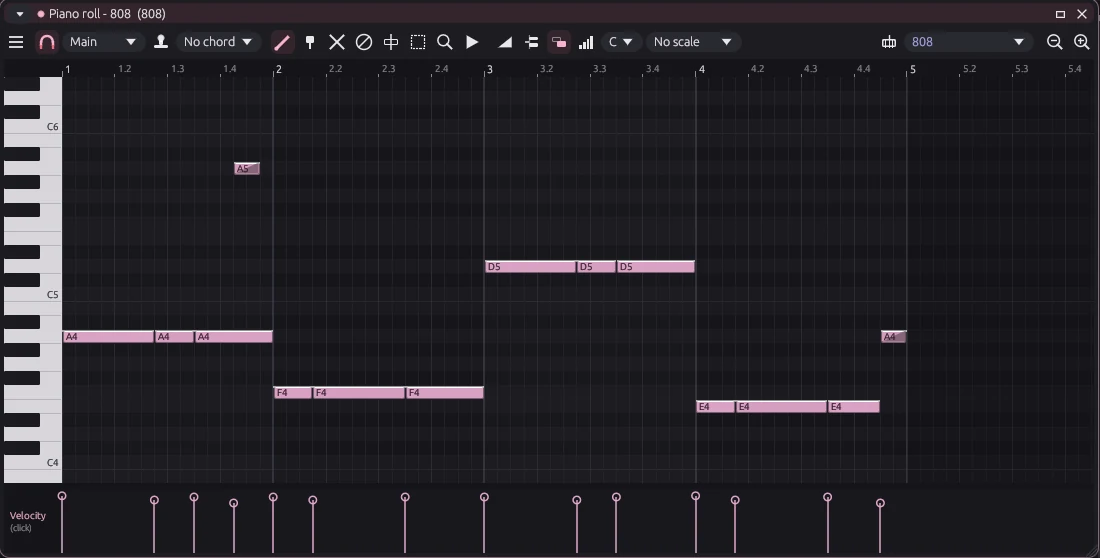 Piano roll - 808 (808)
Main No chord C No scale 808
1 1.2 1.3 1.4 2 2.2 2.3 2.4 3 3.2 3.3 3.4 4 4.2 4.3 4.4 5 5.2 5.3 5.4
C6
A5
D5 D5 D5
C5
A4 A4 A4 A4
F4 F4 F4
E4 E4 E4
C4
Velocity
(click)